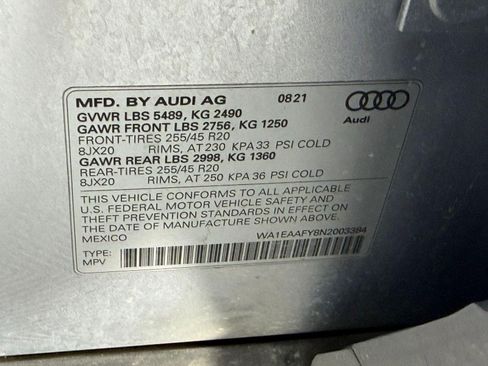 MFD. BY AUDI AG 08.21
GVWR LBS 5489, KG 2490
GAWR FRONT LBS 2756, KG 1250
FRONT-TIRES 255/45 R20
8JX20 RIMS, AT 230 KPA 33 PSI COLD
GAWR REAR LBS 2998, KG 1360
REAR-TIRES 255/45 R20
8JX20 RIMS, AT 250 KPA 36 PSI COLD
Audi
THIS VEHICLE CONFORMS TO ALL APPLICABLE
U.S. FEDERAL MOTOR VEHICLE SAFETY AND
THEFT PREVENTION STANDARDS IN EFFECT ON
THE DATE OF MANUFACTURE SHOWN ABOVE.
MEXICO
WA1EAAFY8N2003384
TYPE:
MPV